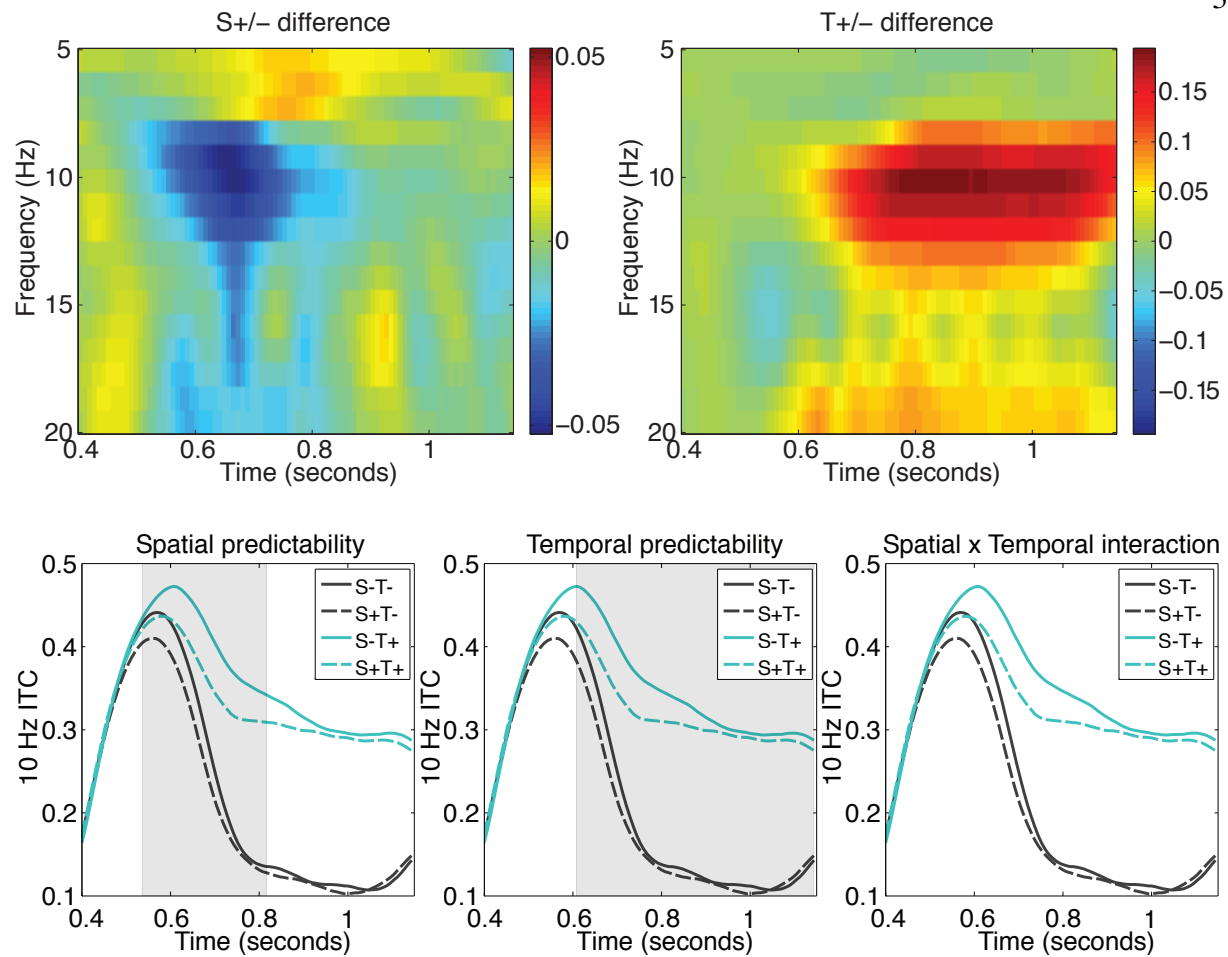 S+/- difference
T+/- difference
5
10
15
20
Frequency (Hz)
0.4
0.6
0.8
1
Time (seconds)
0.05
0
−0.05
5
10
15
20
Frequency (Hz)
0.4
0.6
0.8
1
Time (seconds)
0.15
0.1
0.05
0
−0.05
−0.1
−0.15
Spatial predictability
0.5
0.4
0.3
0.2
0.1
10 Hz ITC
S-T-
S+T-
S-T+
S+T+
0.4
0.6
0.8
1
Time (seconds)
Temporal predictability
0.5
0.4
0.3
0.2
0.1
10 Hz ITC
S-T-
S+T-
S-T+
S+T+
0.4
0.6
0.8
1
Time (seconds)
Spatial x Temporal interaction
0.5
0.4
0.3
0.2
0.1
10 Hz ITC
S-T-
S+T-
S-T+
S+T+
0.4
0.6
0.8
1
Time (seconds)